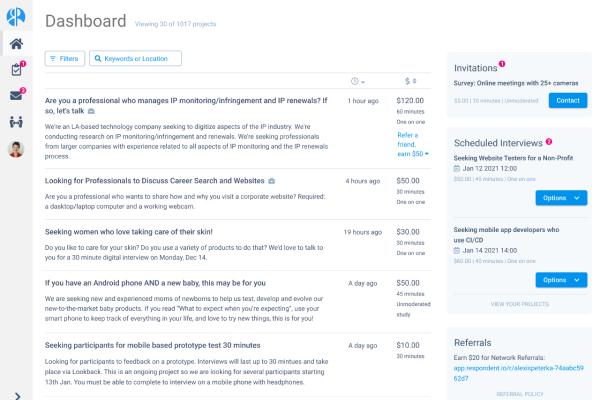 Dashboard
Viewing 30 of 1017 projects
Filters
Keywords or Location
$
Are you a professional who manages IP monitoring/infringement and IP renewals? If
so, let's talk
1 hour ago
$120.00
60 minutes
One on one
Refer a
friend,
earn $50
We're an LA-based technology company seeking to digitize aspects of the IP industry. We're
conducting research on IP monitoring/infringement and renewals. We're seeking professionals
from larger companies with experience related to all aspects of IP monitoring and the IP renewals
process.
Looking for Professionals to Discuss Career Search and Websites
4 hours ago
$50.00
30 minutes
One on one
Are you a professional who wants to share how and why you visit a corporate website? Required:
a desktop/laptop computer and a working webcam.
Seeking women who love taking care of their skin!
19 hours ago
$30.00
30 minutes
One on one
Do you like to care for your skin? Do you use a variety of products to do that? We'd love to talk to
you for a 30 minute digital interview on Monday, Dec 14.
If you have an Android phone AND a new baby, this may be for you
A day ago
$50.00
45 minutes
Unmoderated
study
We are seeking new and experienced moms of newborns to help us test, develop and evolve our
new-to-the-market baby products. If you read "What to expect when you're expecting", use your
smart phone to keep track of everything in your life, and love to try new things, this is for you!
Seeking participants for mobile based prototype test 30 minutes
A day ago
$10.00
30 minutes
Looking for participants to feedback on a prototype. Interviews will last up to 30 mintues and take
place via Lookback. This is an ongoing project so we are looking for several participants starting
13th Jan. You must be able to complete to interview on a mobile phone with headphones.
Invitations
1
Survey: Online meetings with 25+ cameras
$5.00 | 10 minutes | Unmoderated
Contact
Scheduled Interviews
2
Seeking Website Testers for a Non-Profit
Jan 12 2021 12:00
$50.00 | 45 minutes | One on one
Options
Seeking mobile app developers who
use CI/CD
Jan 14 2021 14:00
$60.00 | 40 minutes | One on one
Options
VIEW YOUR PROJECTS
Referrals
Earn $20 for Network Referrals:
app.respondent.io/r/alexispeterka-74aabc59
62d7
REFERRAL POLICY